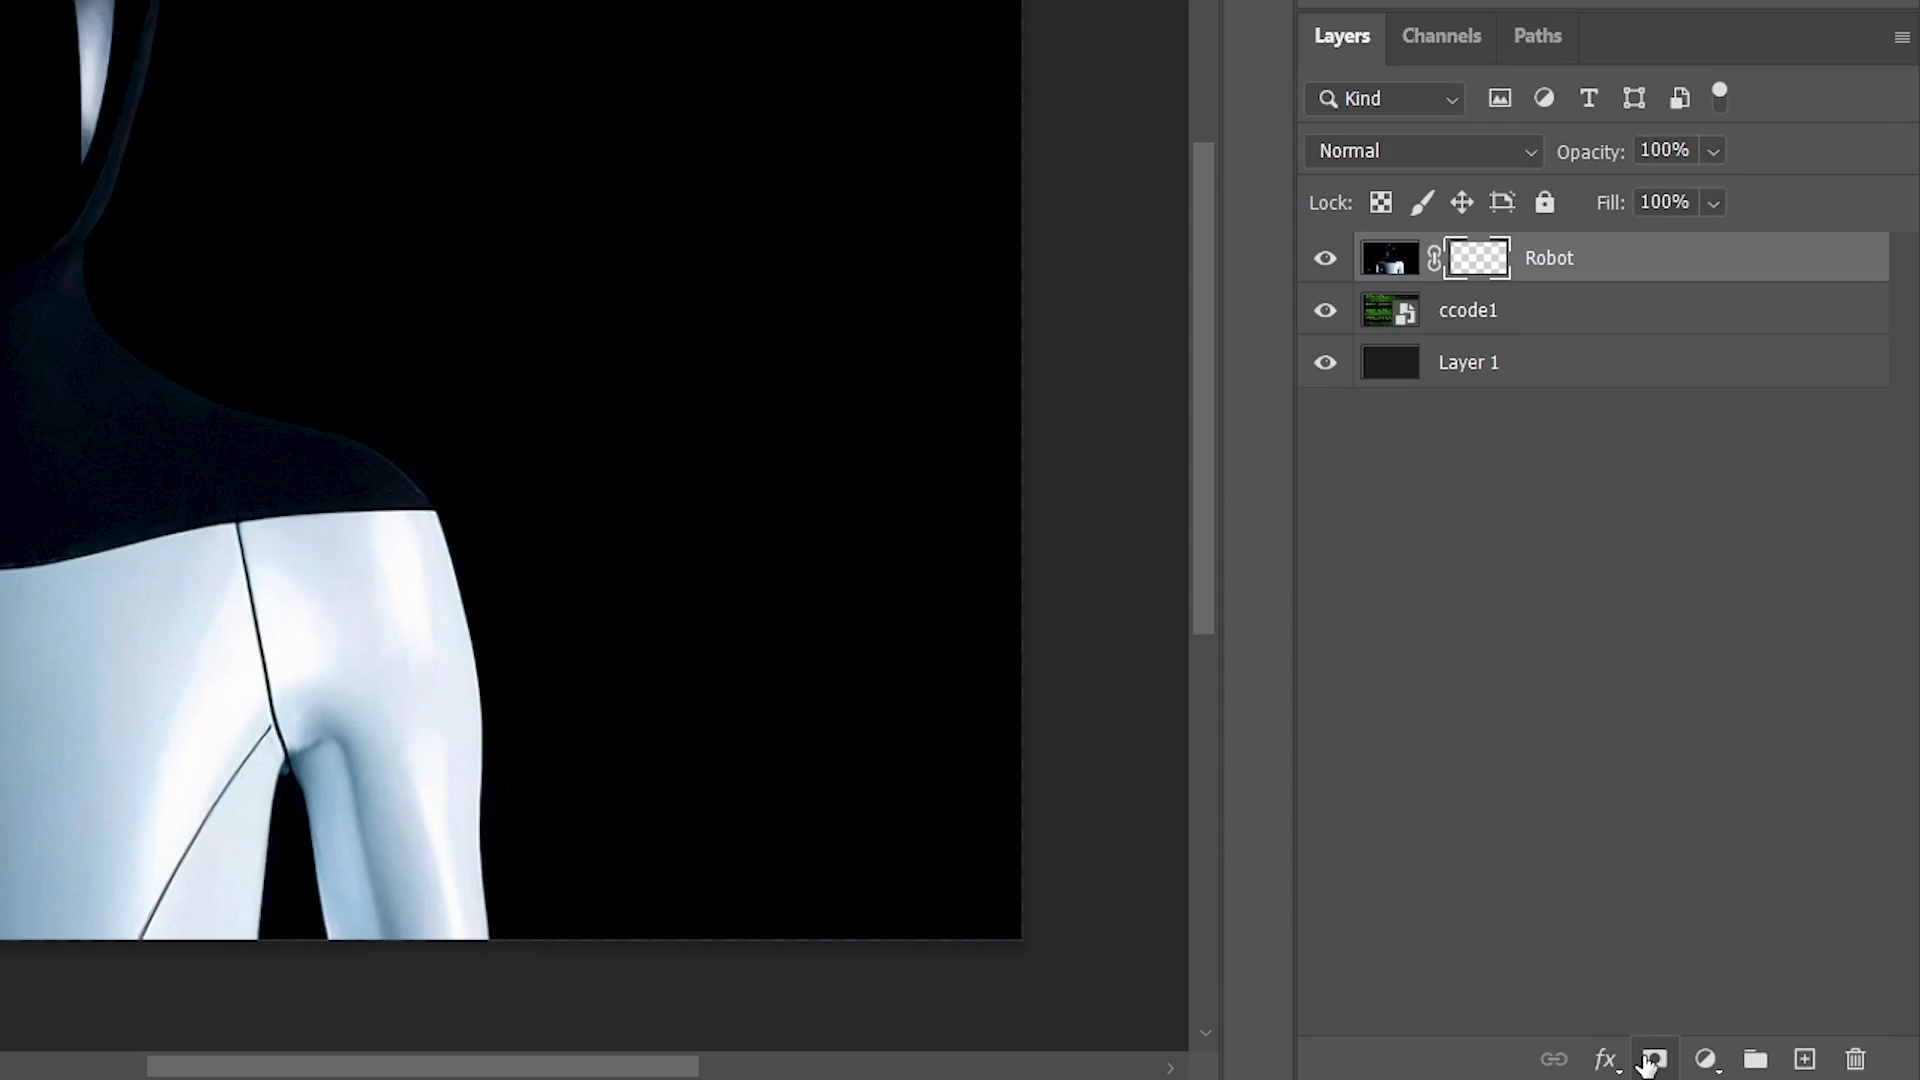 Layers Channels Paths
Kind
Normal Opacity: 100%
Lock: Fill: 100%
Robot
ccode1
Layer 1
fx